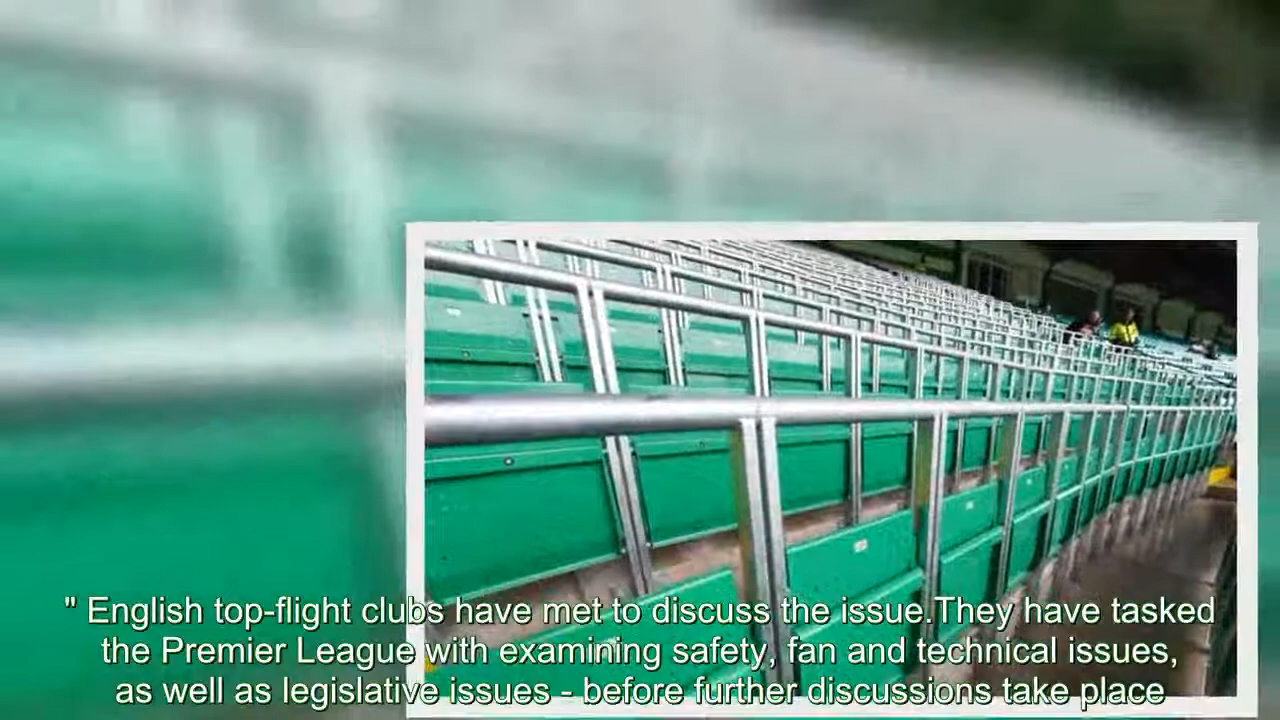 " English top-flight clubs have met to discuss the issue.They have tasked
the Premier League with examining safety, fan and technical issues,
as well as legislative issues - before further discussions take place